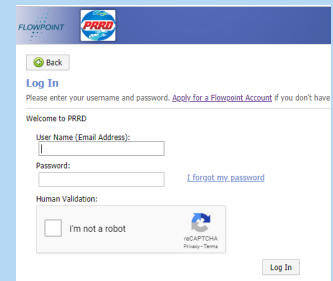 FLOWPOINT
PRRD
Back
Log In
Please enter your username and password. Apply for a Flowpoint Account if you don't have
Welcome to PRRD
User Name (Email Address):
Password:
I forgot my password
Human Validation:
I'm not a robot
reCAPTCHA
Privacy - Terms
Log In